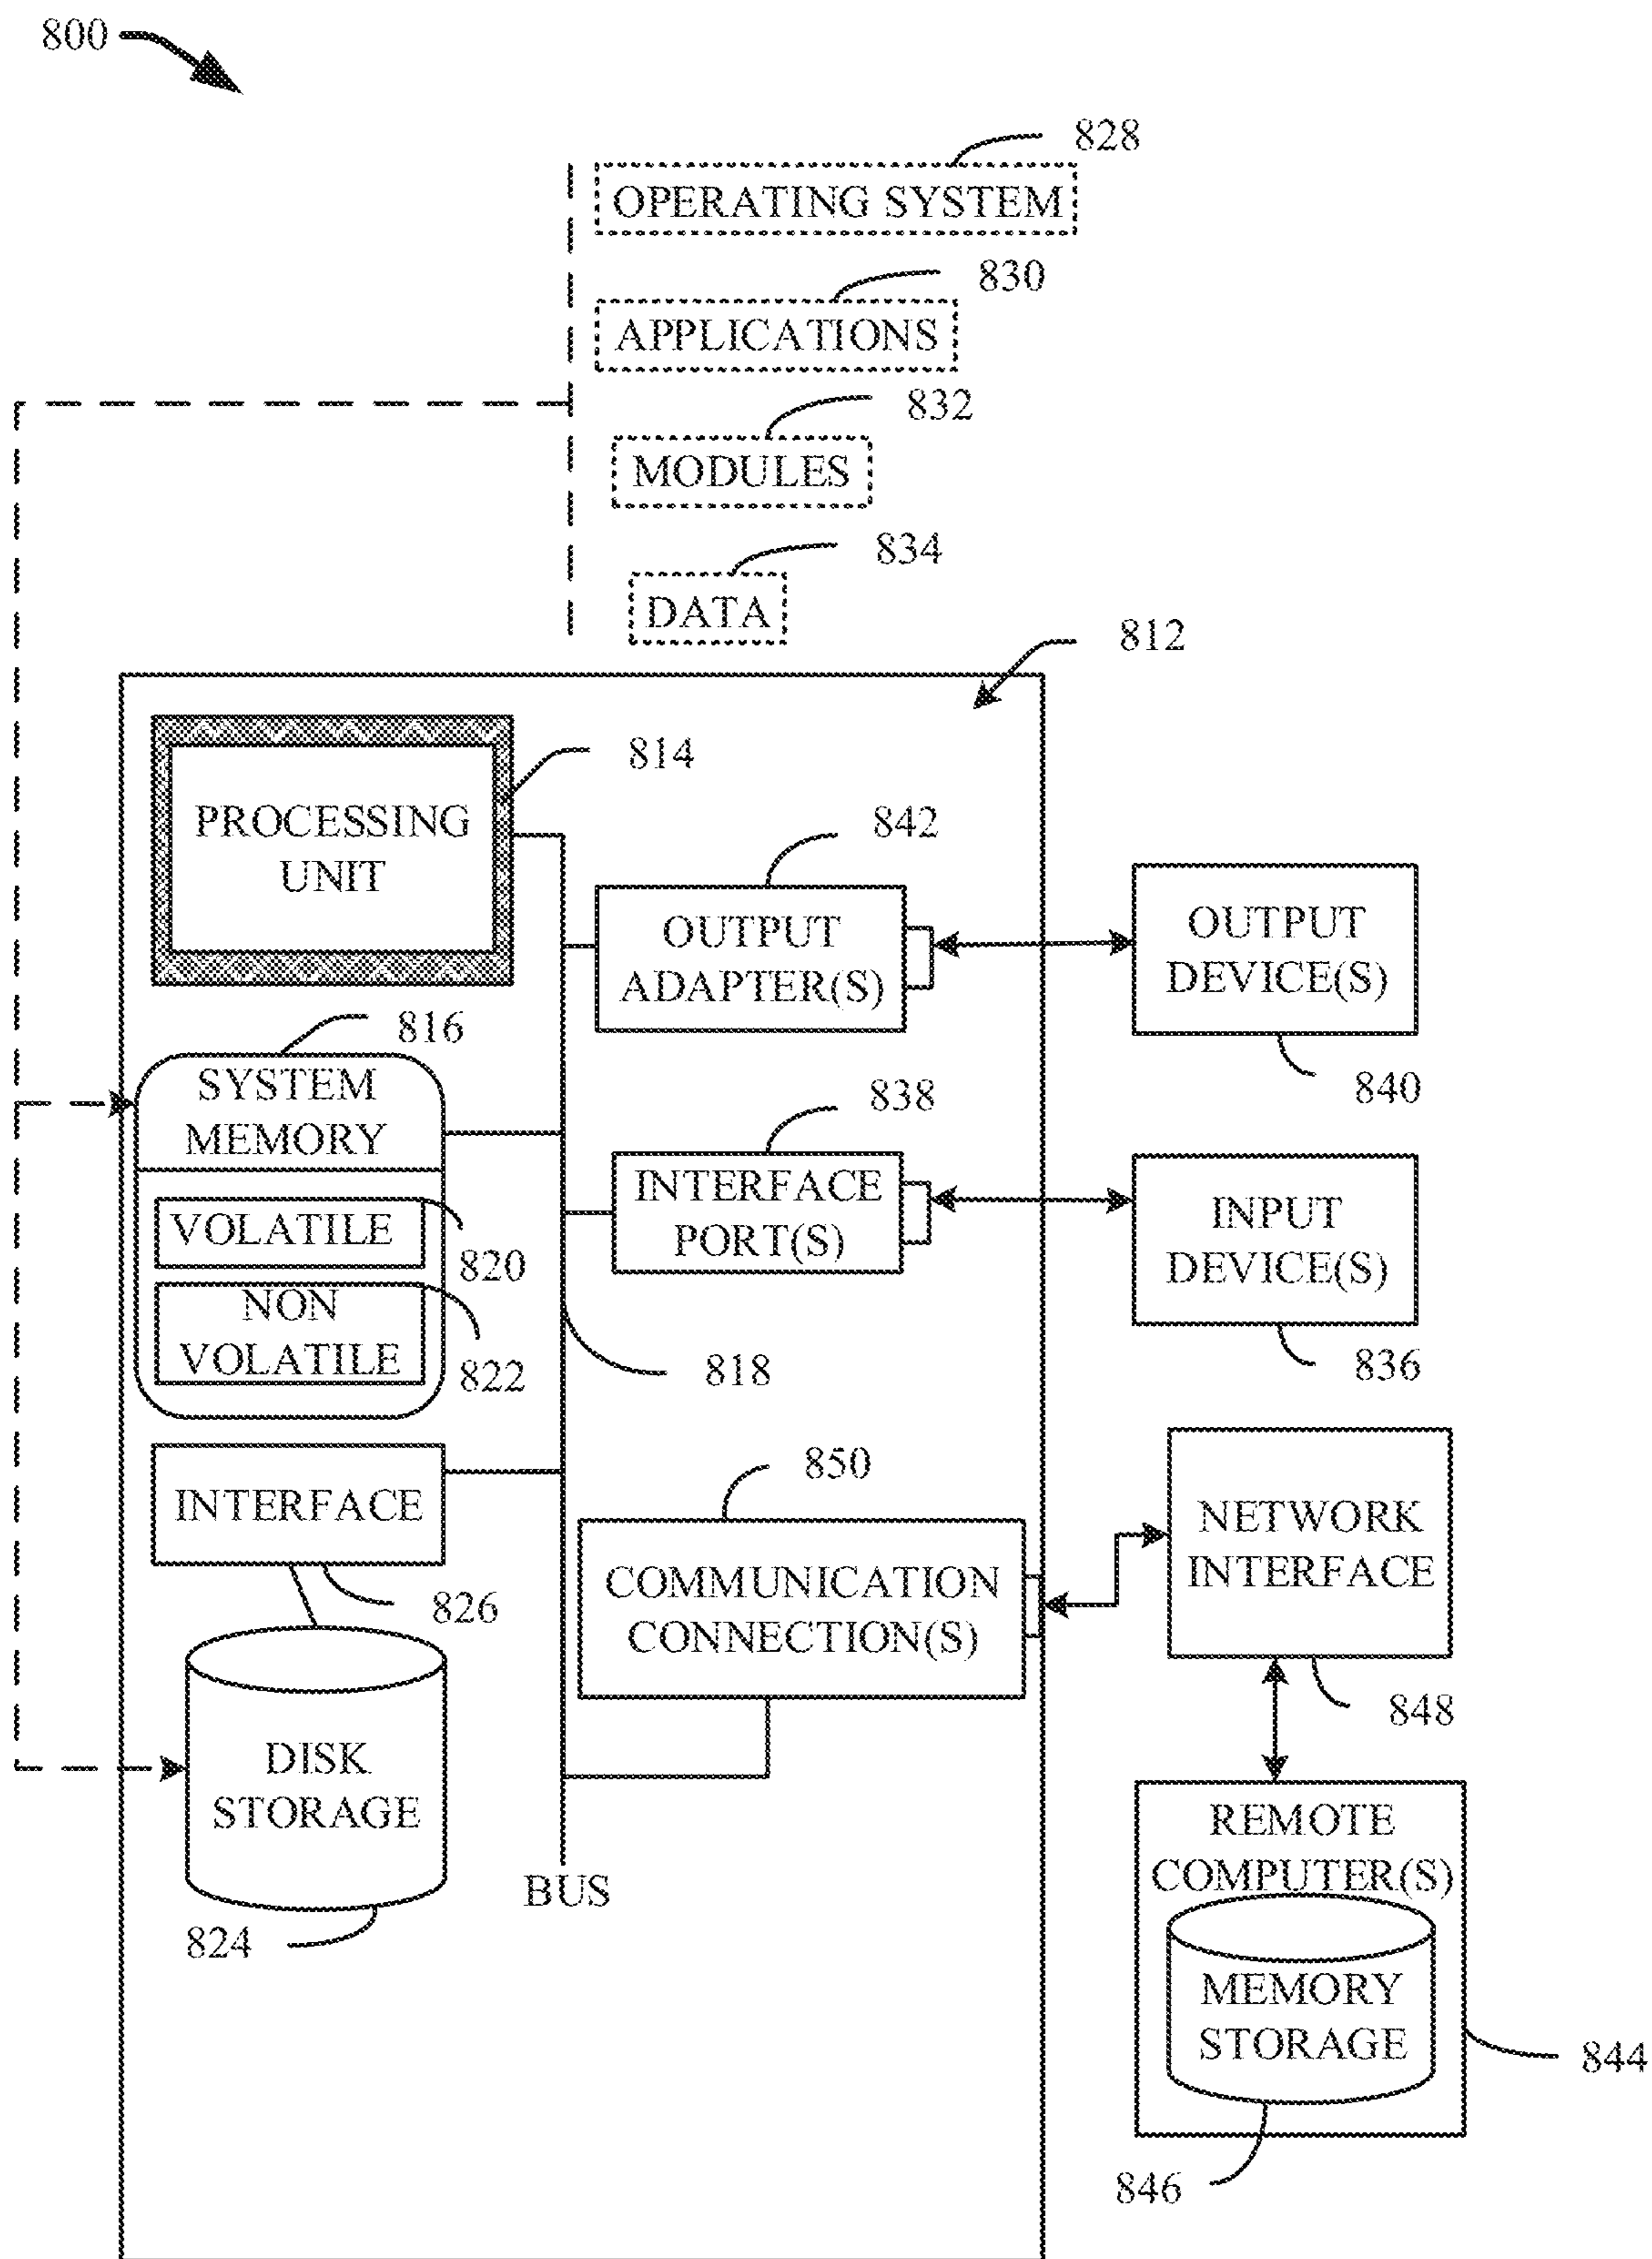 800
828
OPERATING SYSTEM
830
APPLICATIONS
832
MODULES
834
DATA
812
PROCESSING
UNIT
814
842
OUTPUT
ADAPTER(S)
OUTPUT
DEVICE(S)
840
816
SYSTEM
MEMORY
VOLATILE
820
NON
VOLATILE
822
838
INTERFACE
PORT(S)
INPUT
DEVICE(S)
836
818
INTERFACE
826
850
COMMUNICATION
CONNECTION(S)
NETWORK
INTERFACE
848
DISK
STORAGE
824
BUS
REMOTE
COMPUTER(S)
MEMORY
STORAGE
844
846